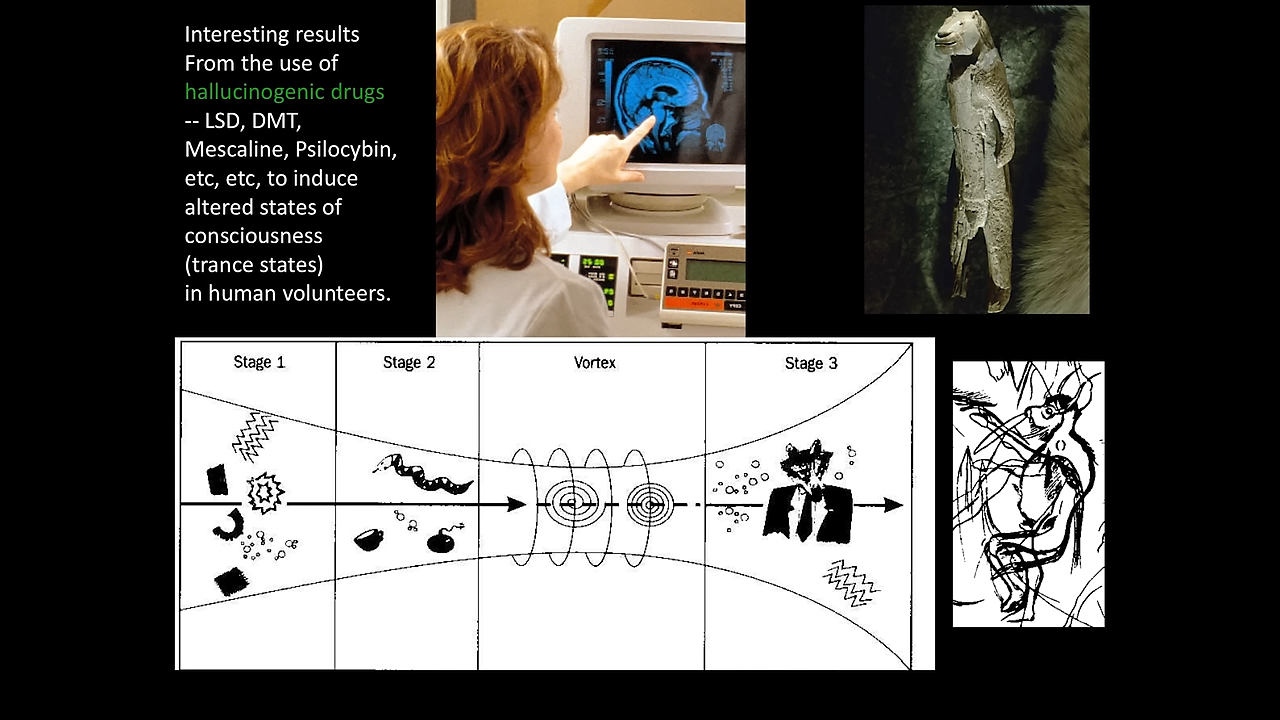 Interesting results
From the use of
hallucinogenic drugs
-- LSD, DMT,
Mescaline, Psilocybin,
etc, etc, to induce
altered states of
consciousness
(trance states)
in human volunteers.
Stage 1
Stage 2
Vortex
Stage 3